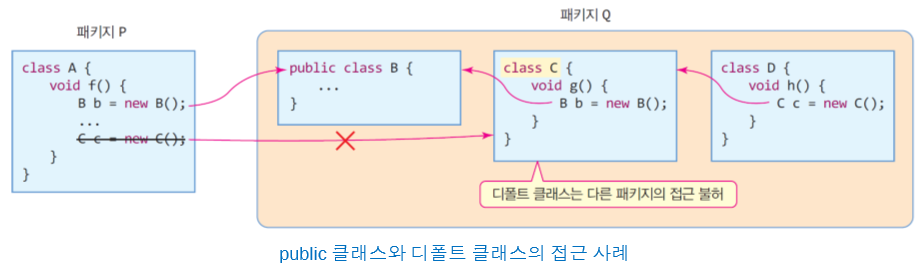 패키지 P
class A {
void f() {
B b = new B();
...
C c = new C();
}
}
패키지 Q
public class B {
...
}
class C {
void g() {
B b = new B();
}
}
class D {
void h() {
C c = new C();
}
}
디폴트 클래스는 다른 패키지의 접근 불허
public 클래스와 디폴트 클래스의 접근 사례